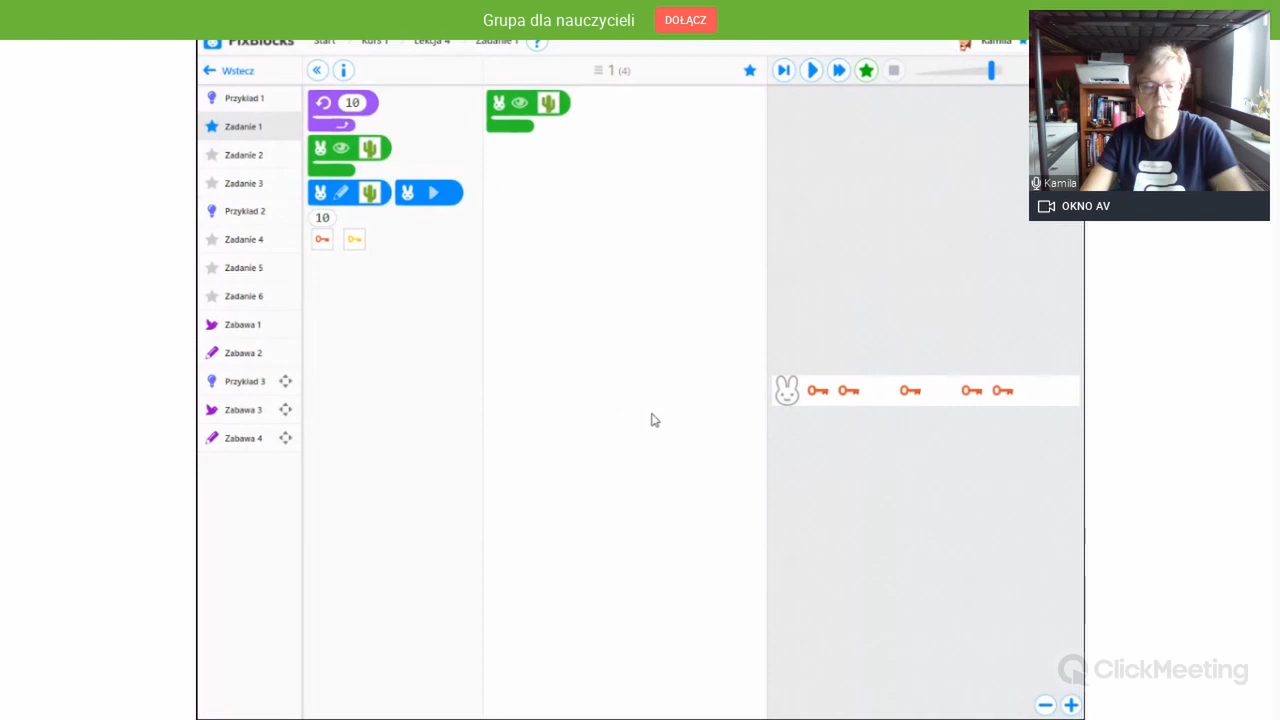 Grupa dla nauczycieli DOŁĄCZ
PixBlocks Start Kurs 1 Lekcja 4 Zadanie 1 ? Kamila
Wstecz
1 (4)
Przykład 1
Zadanie 1
Zadanie 2
Zadanie 3
Przykład 2
Zadanie 4
Zadanie 5
Zadanie 6
Zabawa 1
Zabawa 2
Przykład 3
Zabawa 3
Zabawa 4
10
10
Kamila
OKNO AV
ClickMeeting